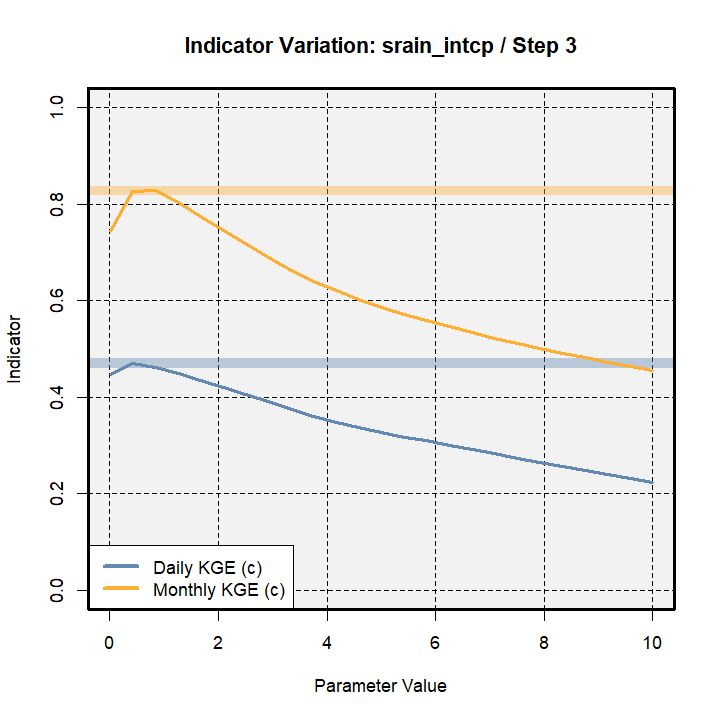 Indicator Variation: srain_intcp / Step 3
Indicator
1.0
0.8
0.6
0.4
0.2
0.0
Daily KGE (c)
Monthly KGE (c)
0 2 4 6 8 10
Parameter Value